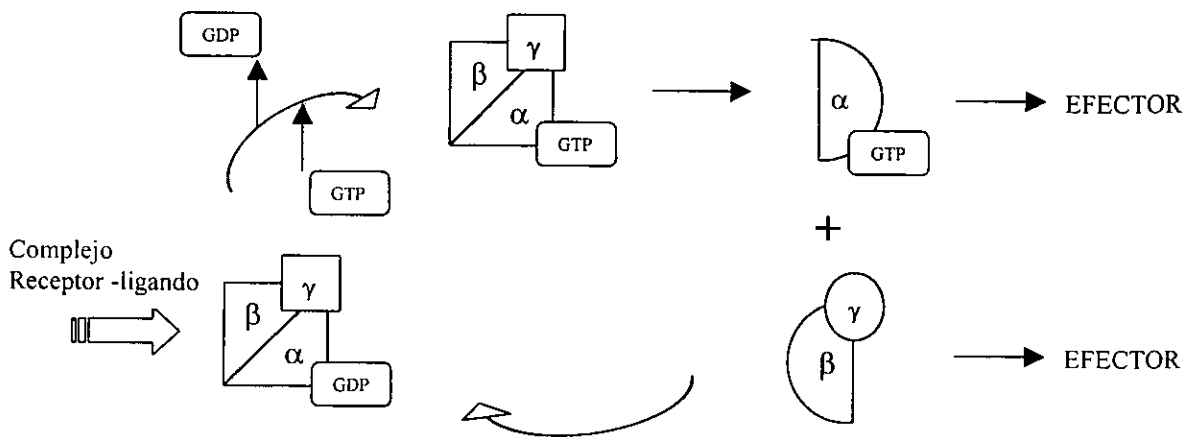 GDP
γ
β
α
GTP
α
GTP
EFECTOR
GTP
+
Complejo
Receptor -ligando
γ
β
α
GDP
γ
β
EFECTOR